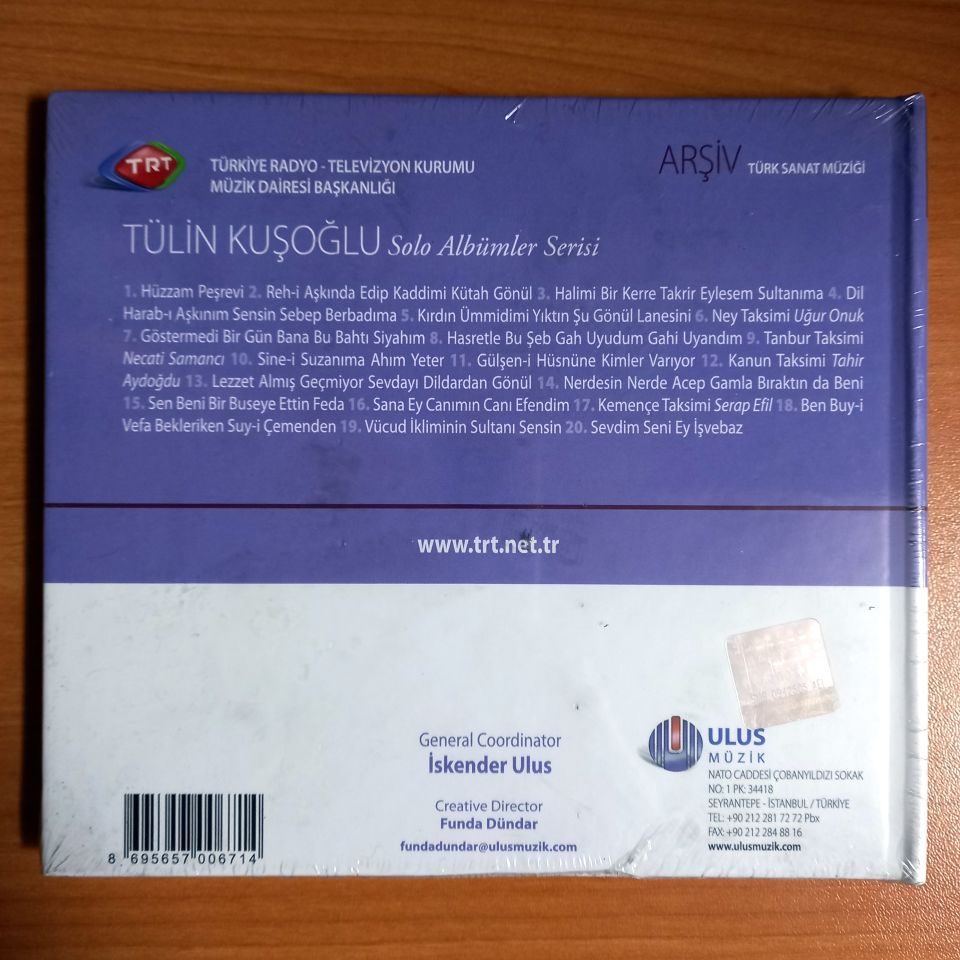 TRT
TÜRKİYE RADYO - TELEVİZYON KURUMU
MÜZİK DAİRESİ BAŞKANLIĞI
ARŞİV TÜRK SANAT MÜZİĞİ
TÜLİN KUŞOĞLU Solo Albümler Serisi
1. Hüzzam Peşrevi 2. Reh-i Aşkında Edip Kaddimi Kütah Gönül 3. Halimi Bir Kerre Takrir Eylesem Sultanıma 4. Dil
Harab-ı Aşkınım Sensin Sebep Berbadıma 5. Kırdın Ümmidimi Yıktın Şu Gönül Lanesini 6. Ney Taksimi Uğur Onuk
7. Göstermedi Bir Gün Bana Bu Bahtı Siyahım 8. Hasretle Bu Şeb Gah Uyudum Gahi Uyandım 9. Tanbur Taksimi
Necati Samancı 10. Sine-i Suzanıma Ahım Yeter 11. Gülşen-i Hüsnüne Kimler Varıyor 12. Kanun Taksimi Tahir
Aydoğdu 13. Lezzet Almış Geçmiyor Sevdayı Dildardan Gönül 14. Nerdesin Nerde Acep Gamla Bıraktın da Beni
15. Sen Beni Bir Buseye Ettin Feda 16. Sana Ey Canımın Canı Efendim 17. Kemençe Taksimi Serap Efil 18. Ben Buy-i
Vefa Bekleriken Suy-i Çemenden 19. Vücud İkliminin Sultanı Sensin 20. Sevdim Seni Ey İşvebaz
www.trt.net.tr
General Coordinator
İskender Ulus
Creative Director
Funda Dündar
fundadundar@ulusmuzik.com
8 695657 006714
ULUS
MÜZİK
NATO CADDESİ ÇOBANYILDIZI SOKAK
NO: 1 PK: 34418
SEYRANTEPE - İSTANBUL / TÜRKİYE
TEL: +90 212 281 72 72 Pbx
FAX: +90 212 284 88 16
www.ulusmuzik.com